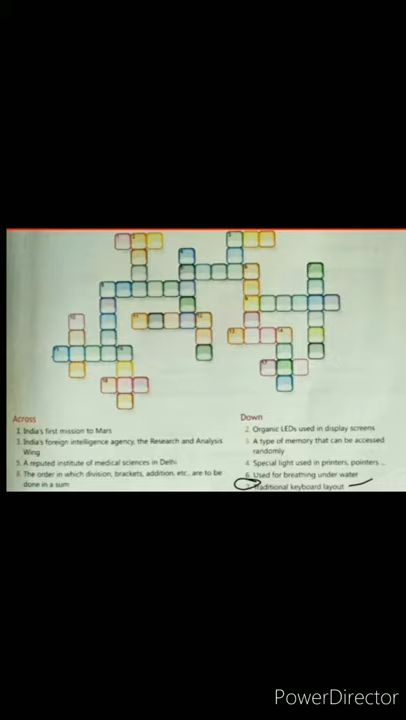 Across
1. India's first mission to Mars
3. India's foreign intelligence agency, the Research and Analysis
Wing
5. A reputed institute of medical sciences in Delhi
8. The order in which division, brackets, addition, etc., are to be
done in a sum
Down
2. Organic LEDs used in display screens
3. A type of memory that can be accessed
randomly
4. Special light used in printers, pointers ...
6. Used for breathing under water
7. Traditional keyboard layout
PowerDirector